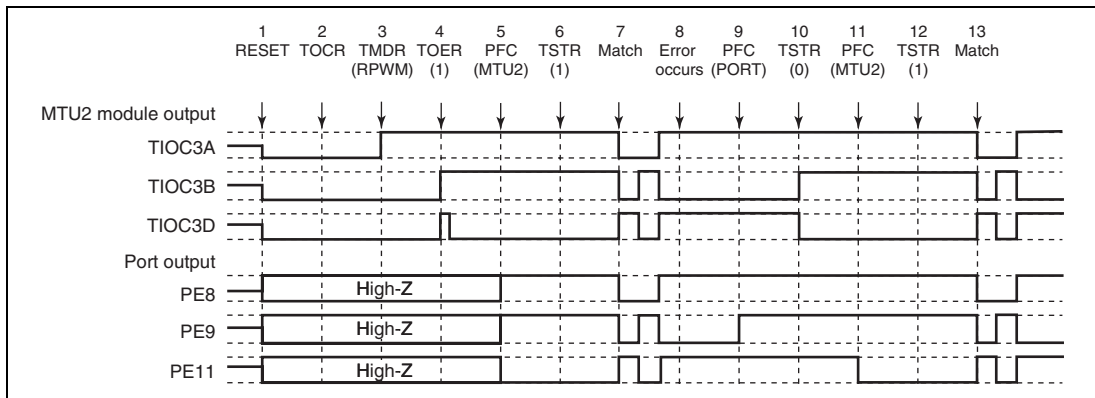 1 2 3 4 5 6 7 8 9 10 11 12 13
RESET TOCR TMDR TOER PFC TSTR Match Error PFC TSTR PFC TSTR Match
(RPWM) (1) (MTU2) (1) occurs (PORT) (0) (MTU2) (1)
MTU2 module output
TIOC3A
TIOC3B
TIOC3D
Port output
PE8 High-Z
PE9 High-Z
PE11 High-Z